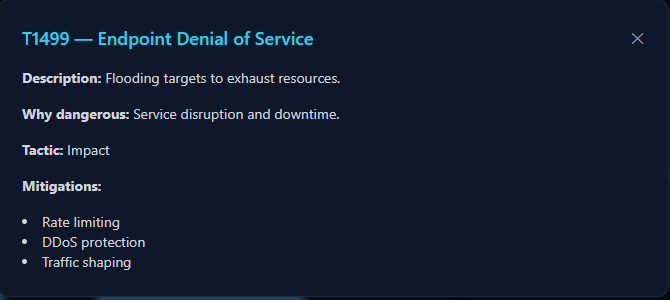 T1499 — Endpoint Denial of Service
Description: Flooding targets to exhaust resources.
Why dangerous: Service disruption and downtime.
Tactic: Impact
Mitigations:
• Rate limiting
• DDoS protection
• Traffic shaping